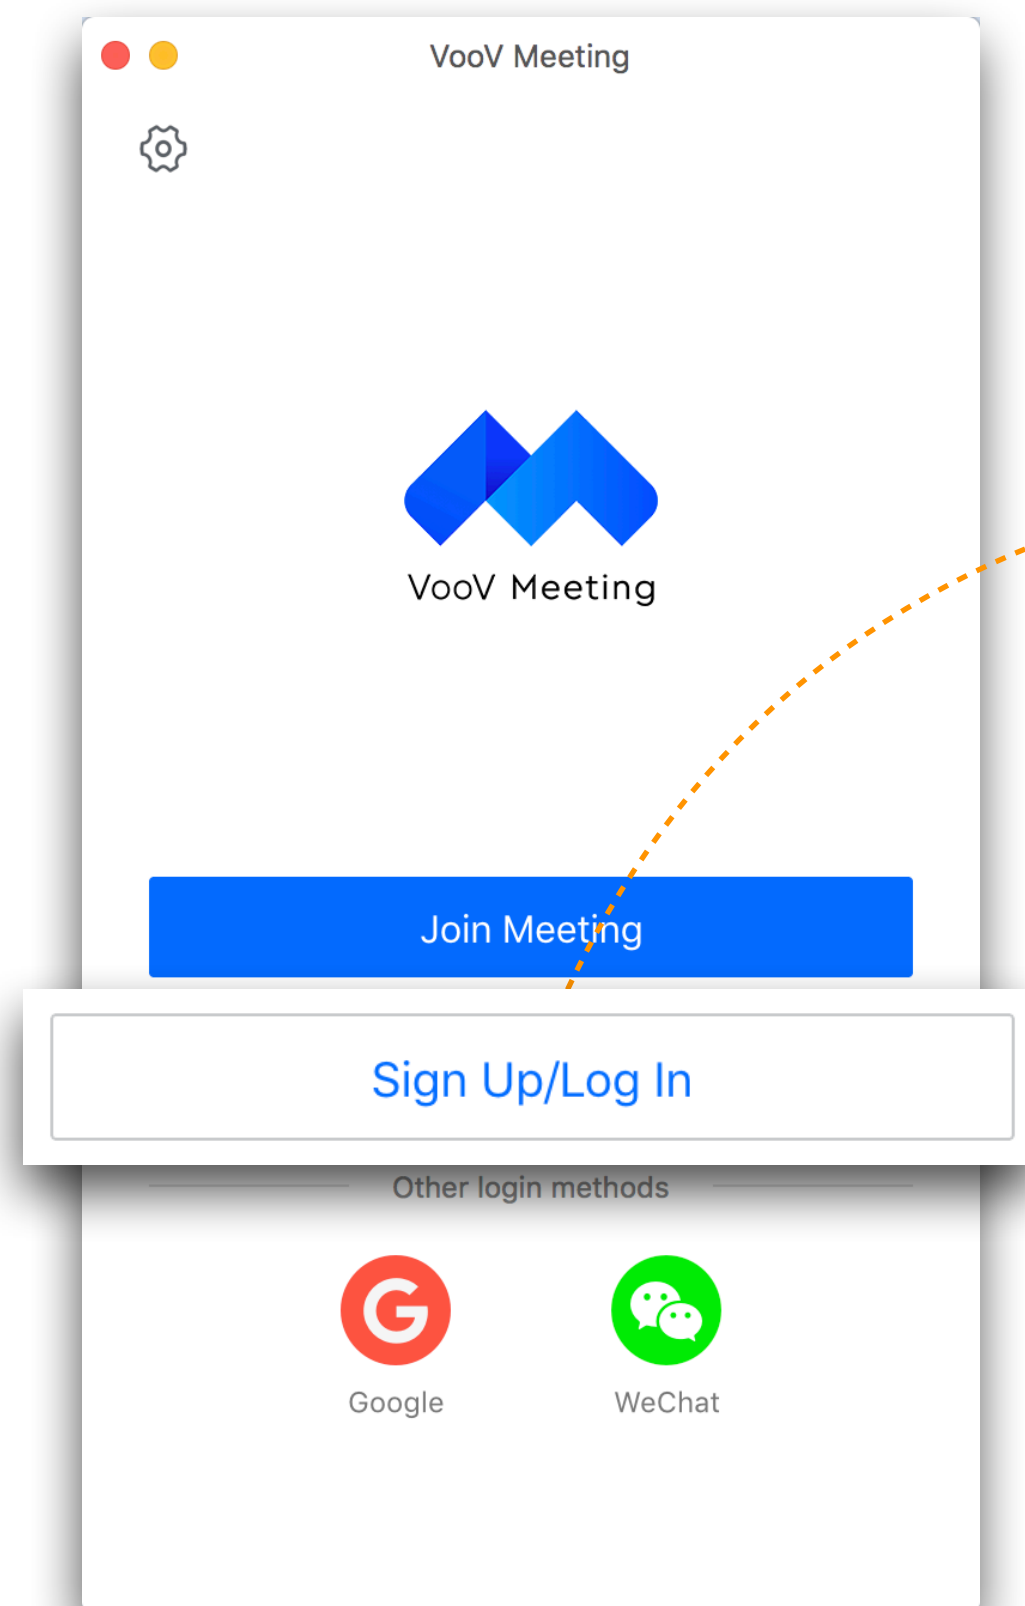 VooV Meeting
VooV Meeting
Join Meeting
Sign Up/Log In
Other login methods
Google
WeChat